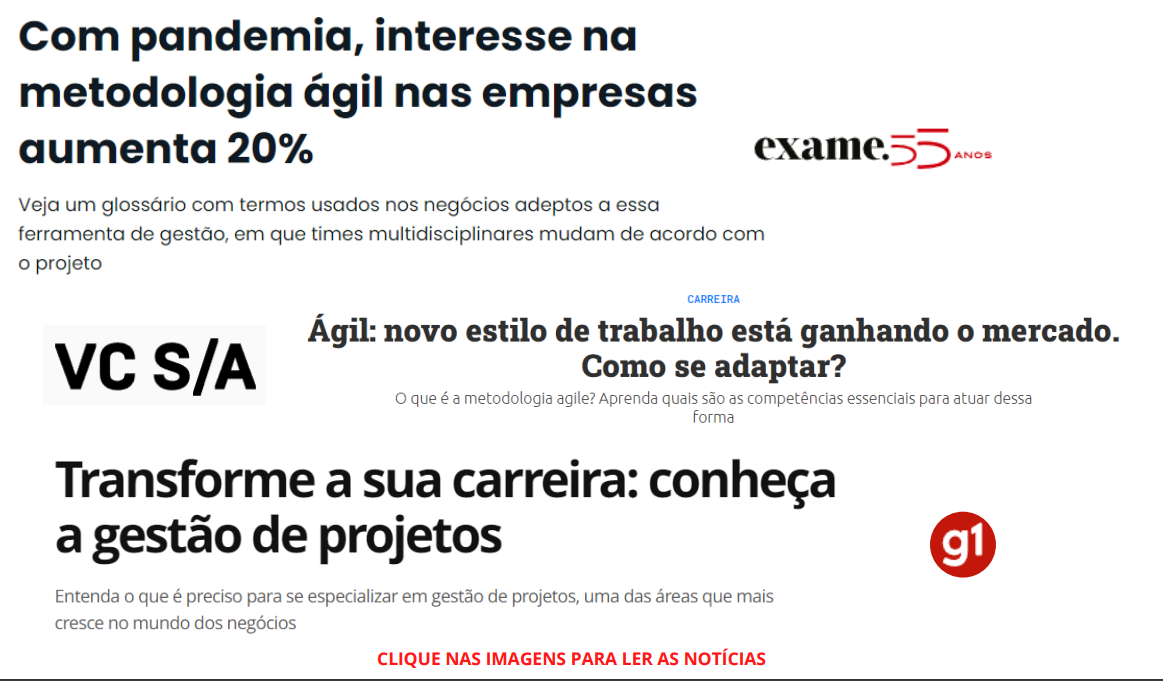 Com pandemia, interesse na
metodologia ágil nas empresas
aumenta 20%
exame.55 ANOS
Veja um glossário com termos usados nos negócios adeptos a essa
ferramenta de gestão, em que times multidisciplinares mudam de acordo com
o projeto
CARREIRA
VC S/A
Ágil: novo estilo de trabalho está ganhando o mercado.
Como se adaptar?
O que é a metodologia agile? Aprenda quais são as competências essenciais para atuar dessa
forma
Transforme a sua carreira: conheça
a gestão de projetos
g1
Entenda o que é preciso para se especializar em gestão de projetos, uma das áreas que mais
cresce no mundo dos negócios
CLIQUE NAS IMAGENS PARA LER AS NOTÍCIAS